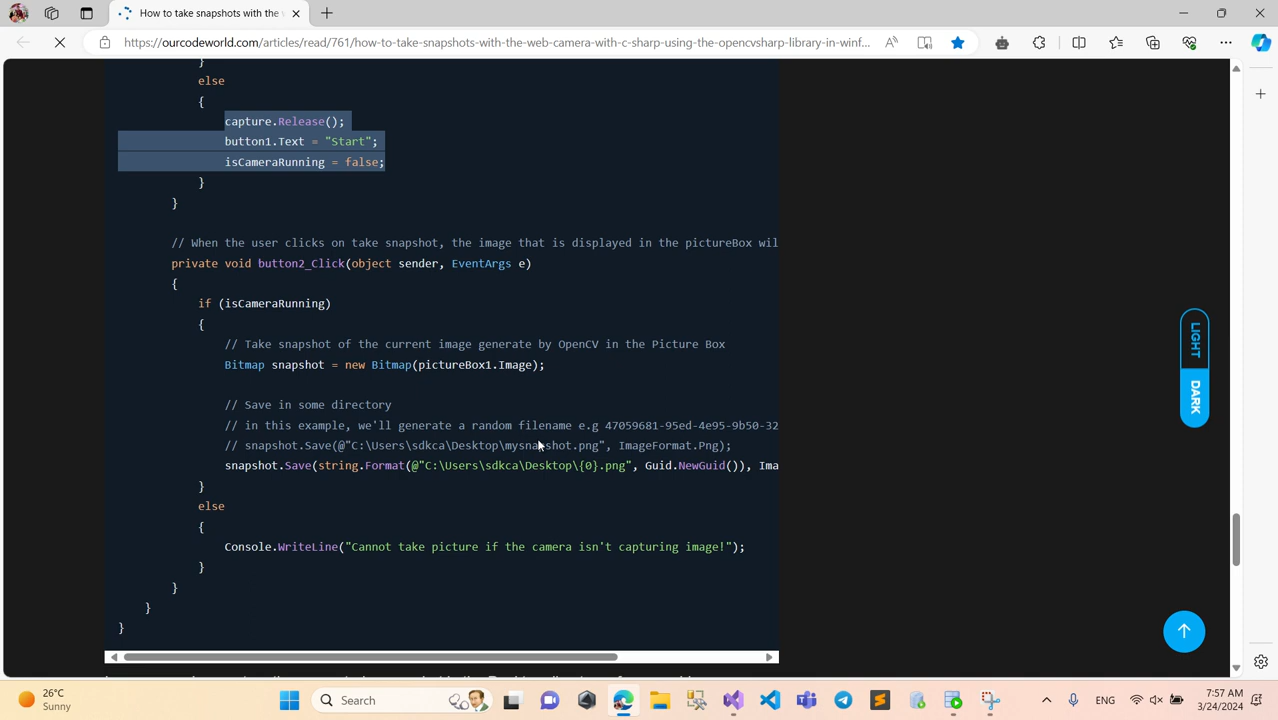 How to take snapshots with the
https://ourcodeworld.com/articles/read/761/how-to-take-snapshots-with-the-web-camera-with-c-sharp-using-the-opencvsharp-library-in-winf...
}
else
{
capture.Release();
button1.Text = "Start";
isCameraRunning = false;
}
}
// When the user clicks on take snapshot, the image that is displayed in the pictureBox wil
private void button2_Click(object sender, EventArgs e)
{
if (isCameraRunning)
{
// Take snapshot of the current image generate by OpenCV in the Picture Box
Bitmap snapshot = new Bitmap(pictureBox1.Image);
// Save in some directory
// in this example, we'll generate a random filename e.g 47059681-95ed-4e95-9b50-32
// snapshot.Save(@"C:\Users\sdkca\Desktop\mysnapshot.png", ImageFormat.Png);
snapshot.Save(string.Format(@"C:\Users\sdkca\Desktop\{0}.png", Guid.NewGuid()), Ima
}
else
{
Console.WriteLine("Cannot take picture if the camera isn't capturing image!");
}
}
}
}
LIGHT
DARK
26°C
Sunny
Search
ENG
7:57 AM
3/24/2024